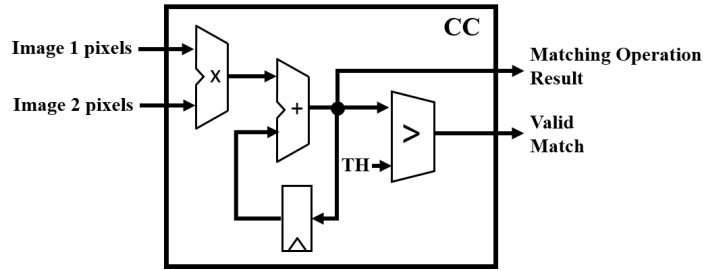 CC
Image 1 pixels
Image 2 pixels
x
+
TH
>
Matching Operation
Result
Valid
Match